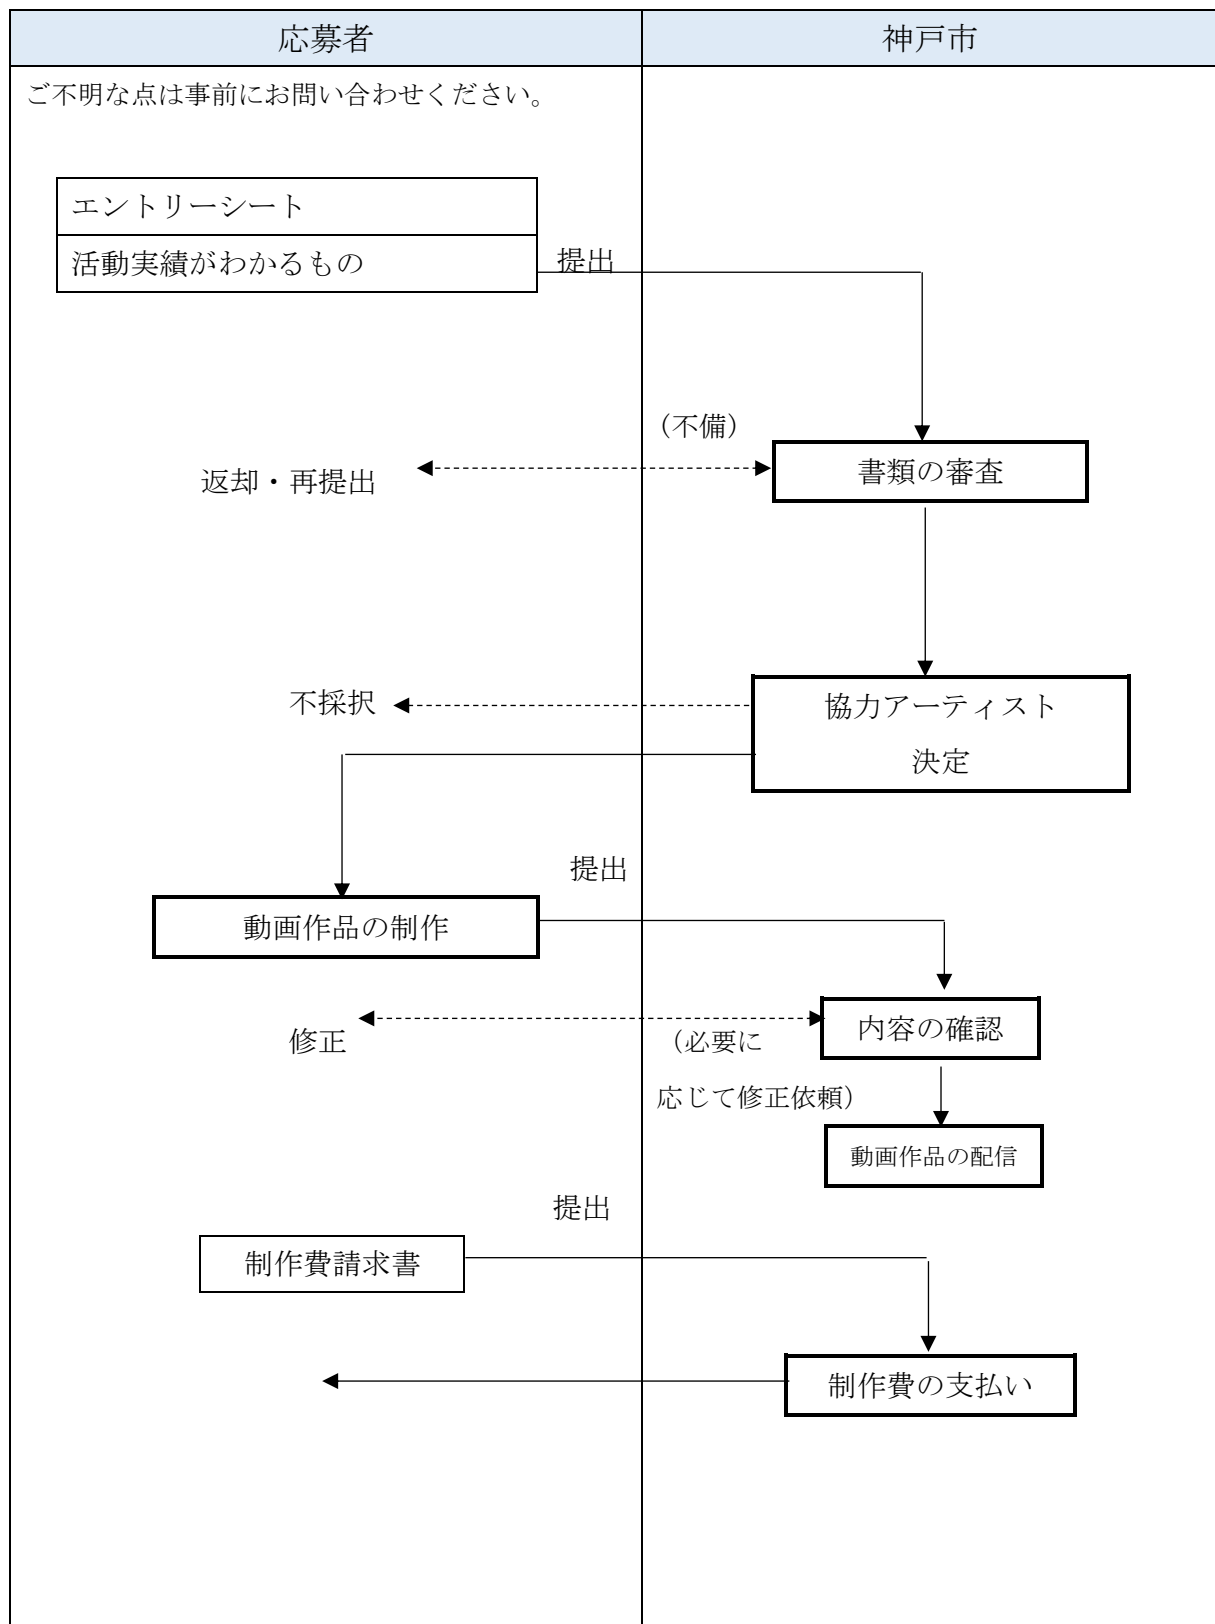 応募者
神戸市
ご不明な点は事前にお問い合わせください。
エントリーシート
活動実績がわかるもの
提出
（不備）
書類の審査
返却・再提出
不採択
協力アーティスト
決定
提出
動画作品の制作
修正
（必要に
応じて修正依頼）
内容の確認
動画作品の配信
提出
制作費請求書
制作費の支払い